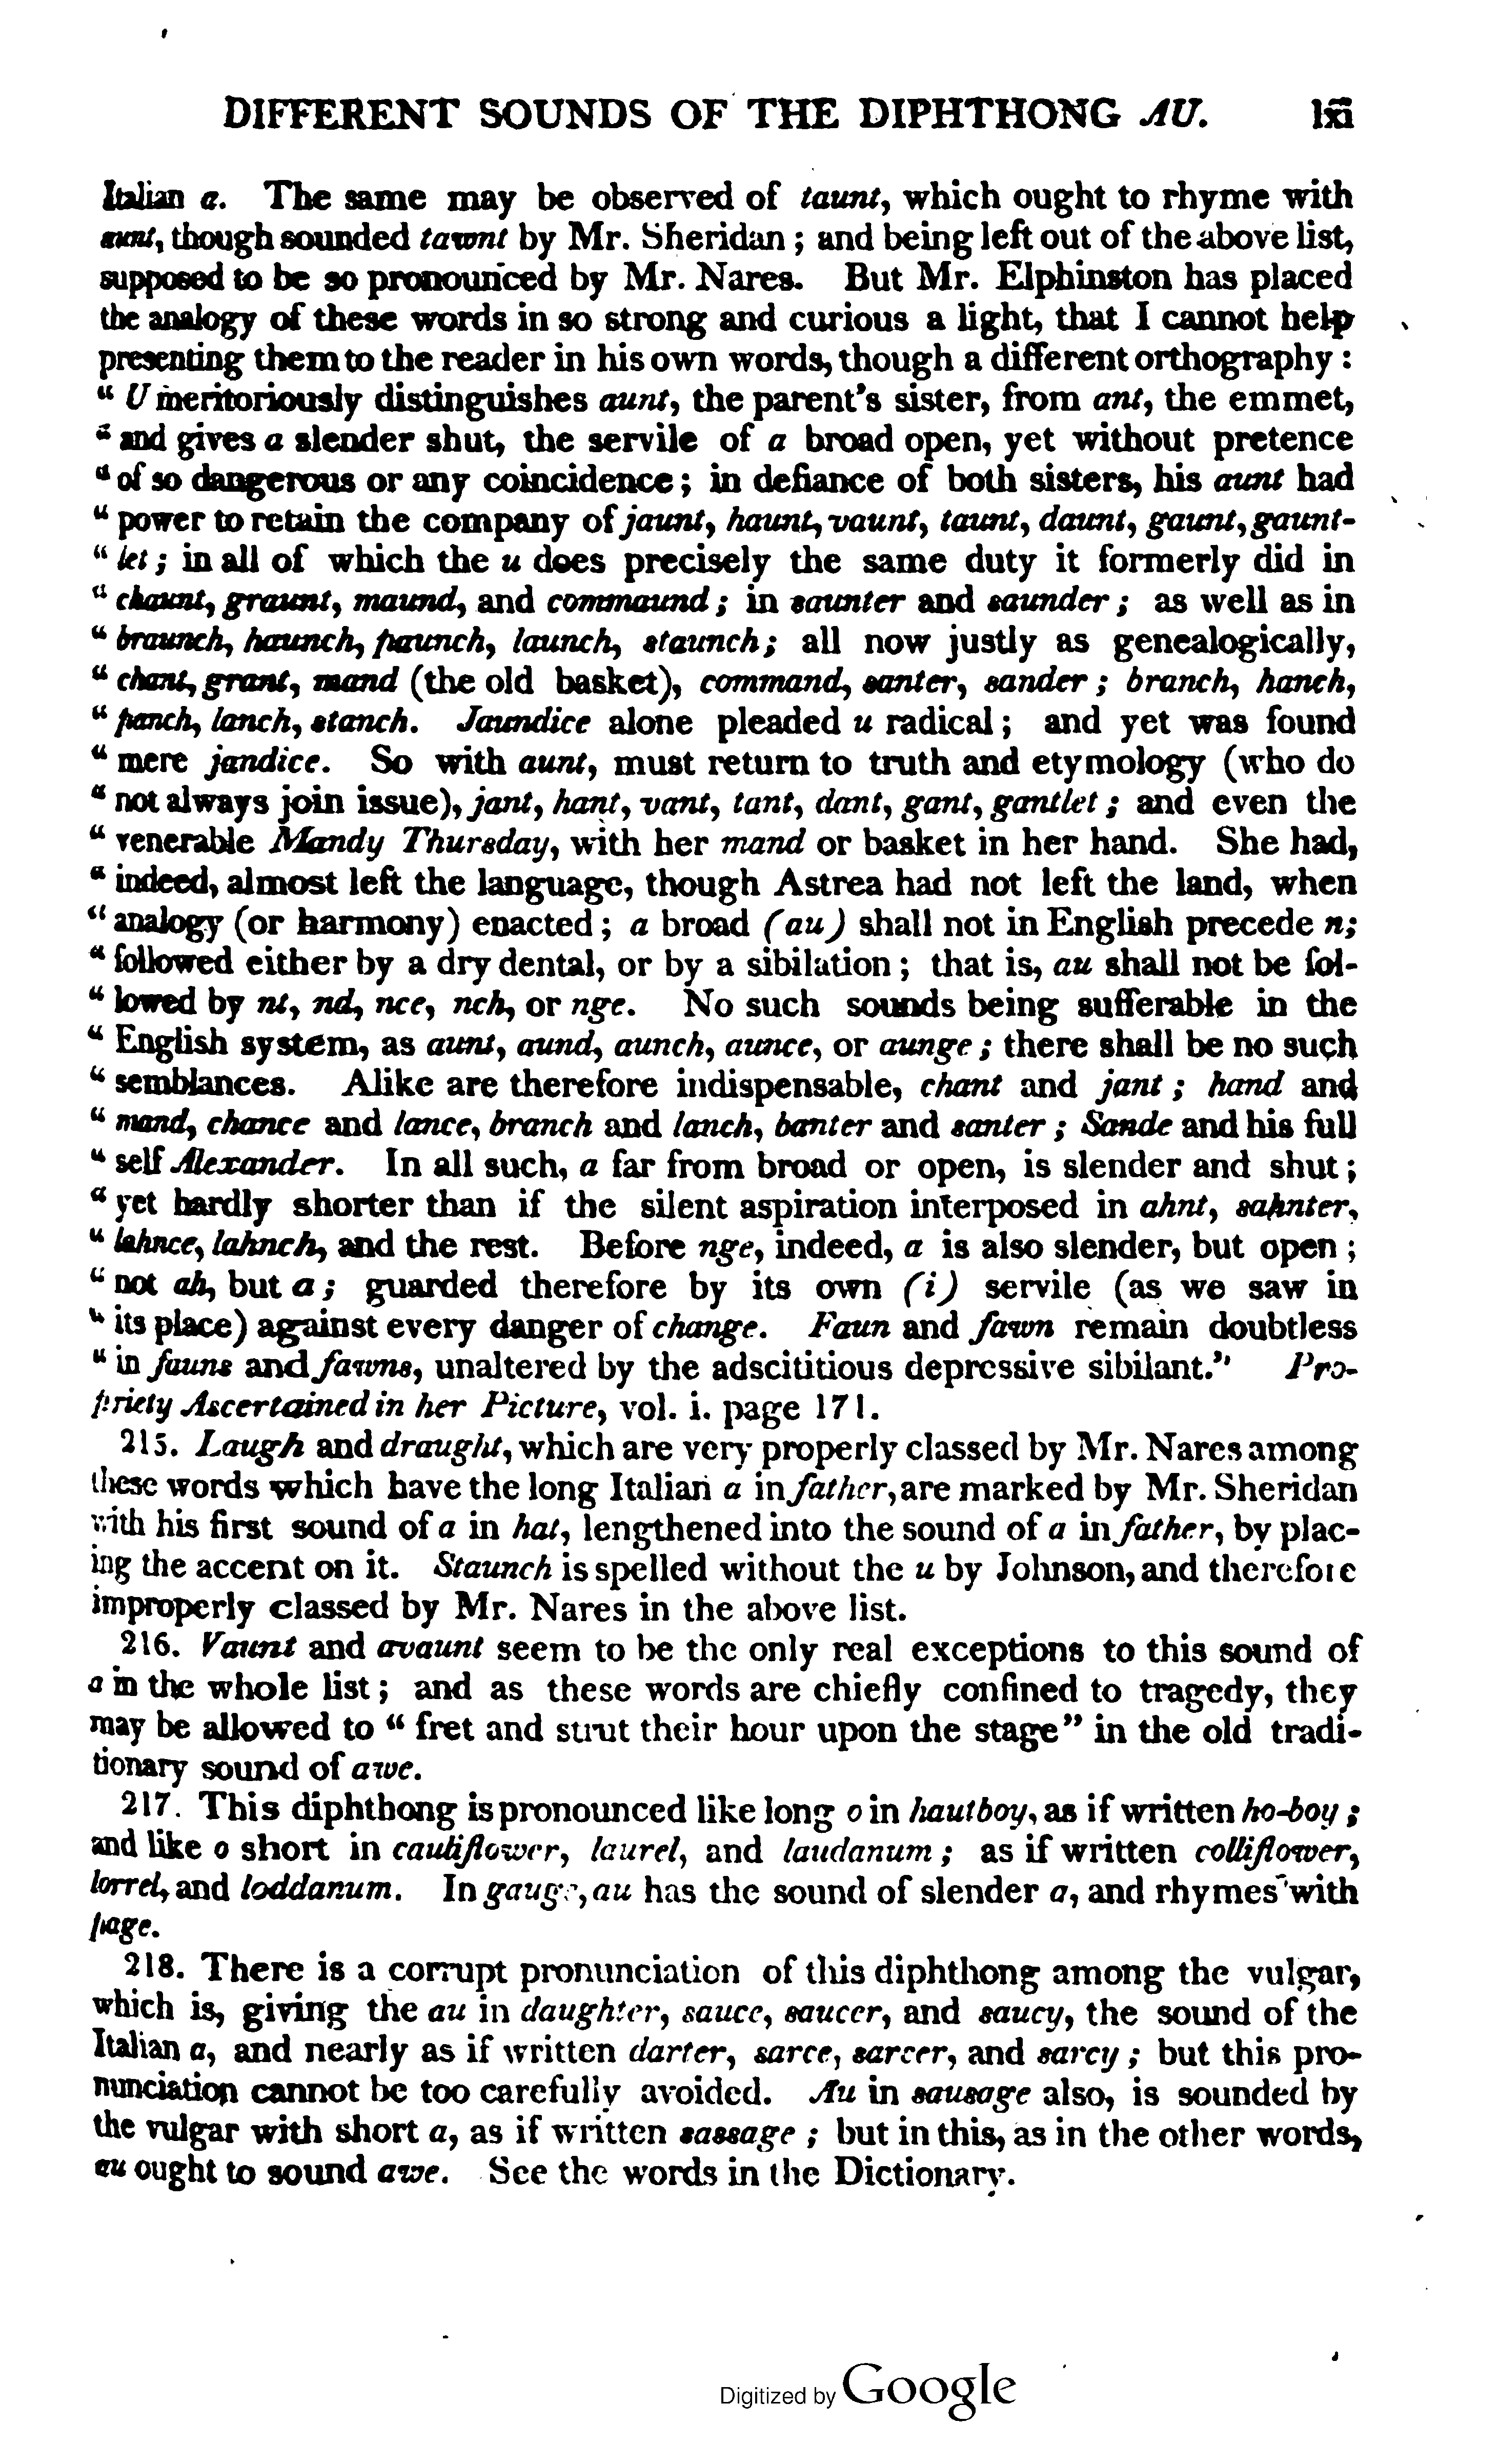 DIFFERENT SOUNDS OF THE DIPHTHONG AU. lxi
Italian a. The same may be observed of taunt, which ought to rhyme with
aunt, though sounded tawnt by Mr. Sheridan ; and being left out of the above list,
supposed to be so pronounced by Mr. Nares. But Mr. Elphinston has placed
the analogy of these words in so strong and curious a light, that I cannot help
presenting them to the reader in his own words, though a different orthography :
“ U meritoriously distinguishes aunt, the parent's sister, from ant, the emmet,
“ and gives a slender shut, the servile of a broad open, yet without pretence
“ of so dangerous or any coincidence ; in defiance of both sisters, his aunt had
“ power to retain the company of jaunt, haunt, vaunt, taunt, daunt, gaunt, gaunt-
“ let ; in all of which the u does precisely the same duty it formerly did in
“ chaunt, graunt, maund, and commaund ; in saunter and saunder ; as well as in
“ braunch, haunch, paunch, launch, staunch ; all now justly as genealogically,
“ chant, grant, mand (the old basket), command, santer, sander ; branch, hanch,
“ panch, lanch, stanch. Jaundice alone pleaded u radical ; and yet was found
“ mere jandice. So with aunt, must return to truth and etymology (who do
“ not always join issue), jant, hant, vant, tant, dant, gant, gantlet ; and even the
“ venerable Mandy Thursday, with her mand or basket in her hand. She had,
“ indeed, almost left the language, though Astrea had not left the land, when
“ analogy (or harmony) enacted ; a broad (au) shall not in English precede n;
“ followed either by a dry dental, or by a sibilation ; that is, au shall not be fol-
“ lowed by nt, nd, nce, nch, or nge. No such sounds being sufferable in the
“ English system, as aunt, aund, aunch, aunce, or aunge ; there shall be no such
“ semblances. Alike are therefore indispensable, chant and jant ; hand and
“ mand, chance and lance, branch and lanch, banter and santer ; Sande and his full
“ self Alexander. In all such, a far from broad or open, is slender and shut ;
“ yet hardly shorter than if the silent aspiration interposed in ahnt, sahnter,
“ lahnce, lahnch, and the rest. Before nge, indeed, a is also slender, but open ;
“ not ah, but a ; guarded therefore by its own (i) servile (as we saw in
“ its place) against every danger of change. Faun and fawn remain doubtless
“ in fauns and fawns, unaltered by the adscititious depressive sibilant.” Pro-
priety Ascertained in her Picture, vol. i. page 171.
215. Laugh and draught, which are very properly classed by Mr. Nares among
these words which have the long Italian a in father, are marked by Mr. Sheridan
with his first sound of a in hat, lengthened into the sound of a in father, by plac-
ing the accent on it. Staunch is spelled without the u by Johnson, and therefore
improperly classed by Mr. Nares in the above list.
216. Vaunt and avaunt seem to be the only real exceptions to this sound of
a in the whole list ; and as these words are chiefly confined to tragedy, they
may be allowed to “ fret and strut their hour upon the stage” in the old tradi-
tionary sound of awe.
217. This diphthong is pronounced like long o in hautboy, as if written ho-boy ;
and like o short in cauliflower, laurel, and laudanum ; as if written colliflower,
lorrel, and loddanum. In gauge, au has the sound of slender a, and rhymes with
page.
218. There is a corrupt pronunciation of this diphthong among the vulgar,
which is, giving the au in daughter, sauce, saucer, and saucy, the sound of the
Italian a, and nearly as if written darter, sarce, sarcer, and sarcy ; but this pro-
nunciation cannot be too carefully avoided. Au in sausage also, is sounded by
the vulgar with short a, as if written sassage ; but in this, as in the other words,
au ought to sound awe. See the words in the Dictionary.
Digitized by Google